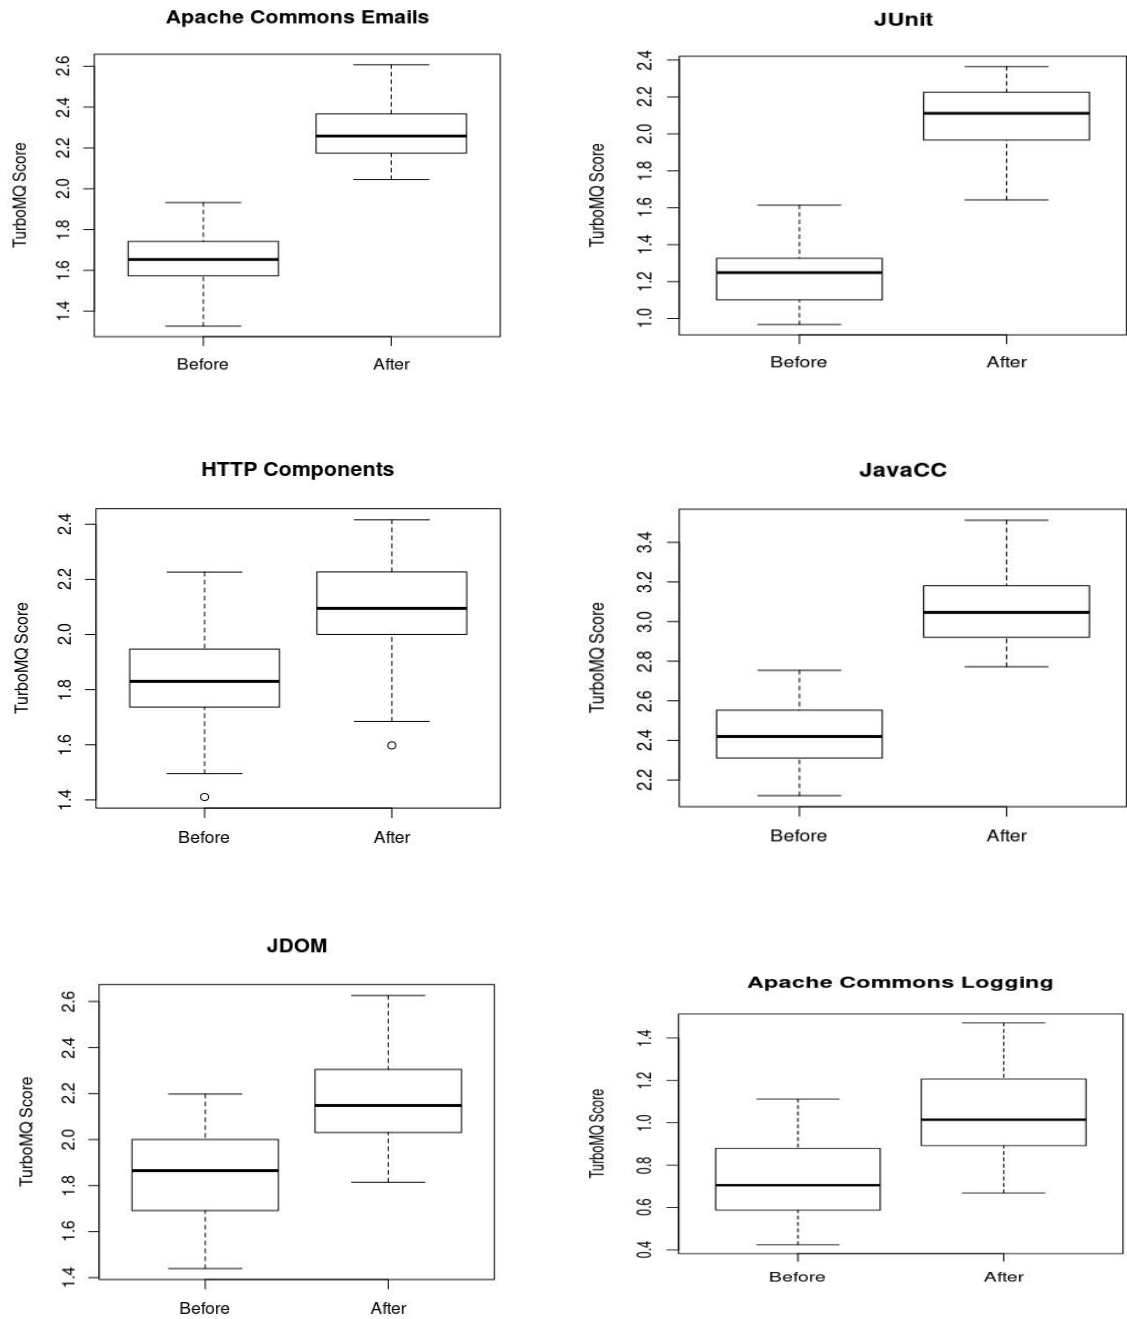 Apache Commons Emails
TurboMQ Score
2.6
2.4
2.2
2.0
1.8
1.6
1.4
Before After
JUnit
TurboMQ Score
2.4
2.2
2.0
1.8
1.6
1.4
1.2
1.0
Before After
HTTP Components
TurboMQ Score
2.4
2.2
2.0
1.8
1.6
1.4
Before After
JavaCC
TurboMQ Score
3.4
3.2
3.0
2.8
2.6
2.4
2.2
Before After
JDOM
TurboMQ Score
2.6
2.4
2.2
2.0
1.8
1.6
1.4
Before After
Apache Commons Logging
TurboMQ Score
1.4
1.2
1.0
0.8
0.6
0.4
Before After